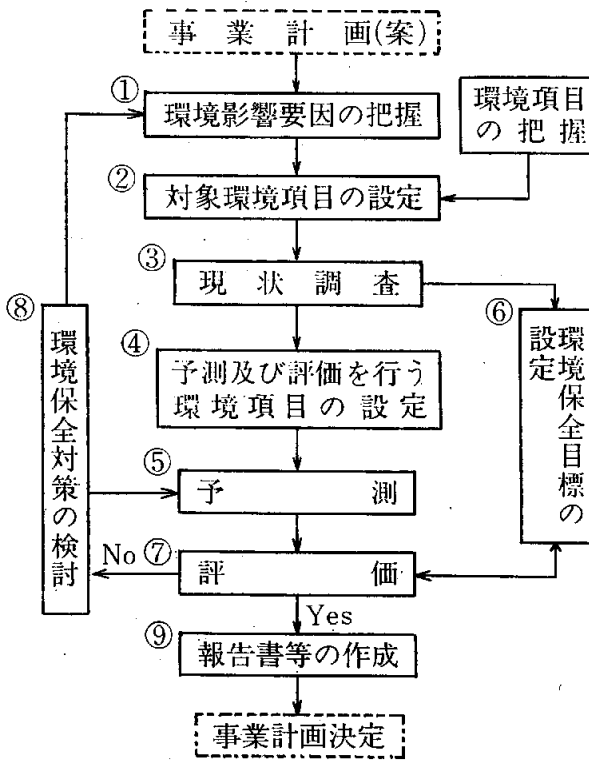 事業計画(案)
①
環境影響要因の把握
環境項目
の把握
②
対象環境項目の設定
③
現状調査
④
予測及び評価を行う
環境項目の設定
⑤
予測
⑥
環境保全目標の
設定
⑦
評価
No
⑧
環境保全対策の検討
Yes
⑨
報告書等の作成
事業計画決定